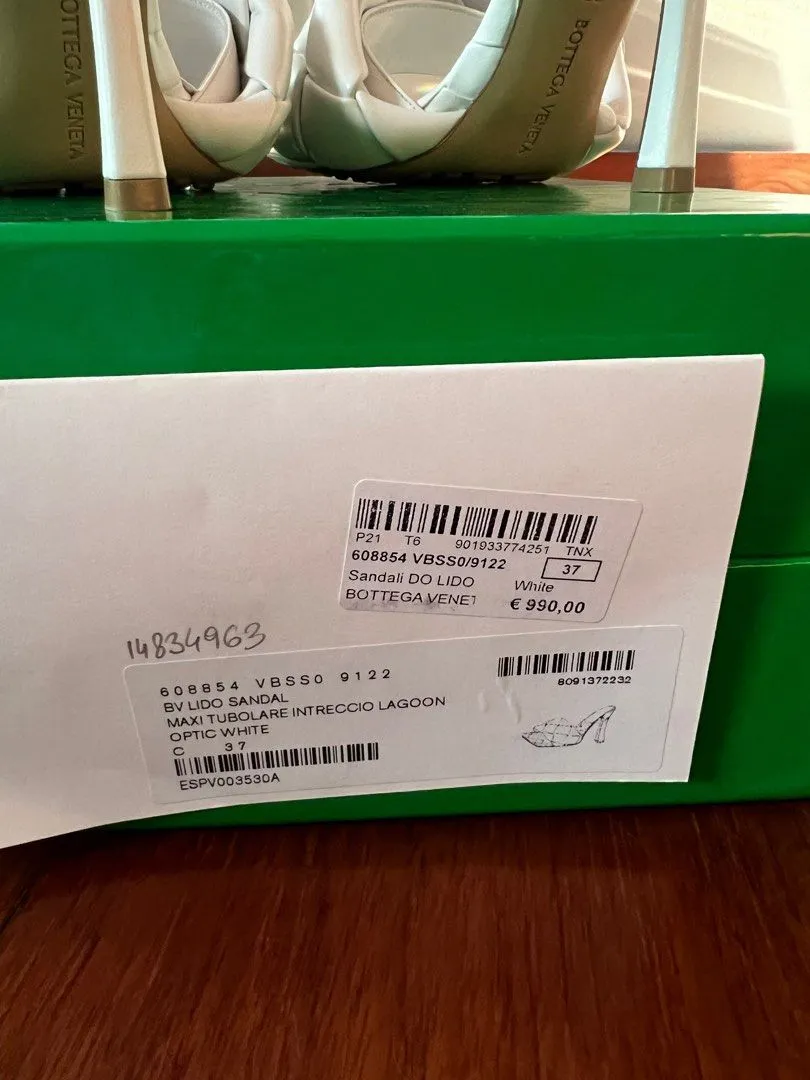 BOTTEGA VENETA
BOTTEGA VENETA
P21 T6 901933774251 TNX
608854 VBSS0/9122 37
Sandali DO LIDO White
BOTTEGA VENET € 990,00
14834963
608854 VBSS0 9122
BV LIDO SANDAL
MAXI TUBOLARE INTRECCIO LAGOON
OPTIC WHITE
C 37
ESPV003530A
8091372232